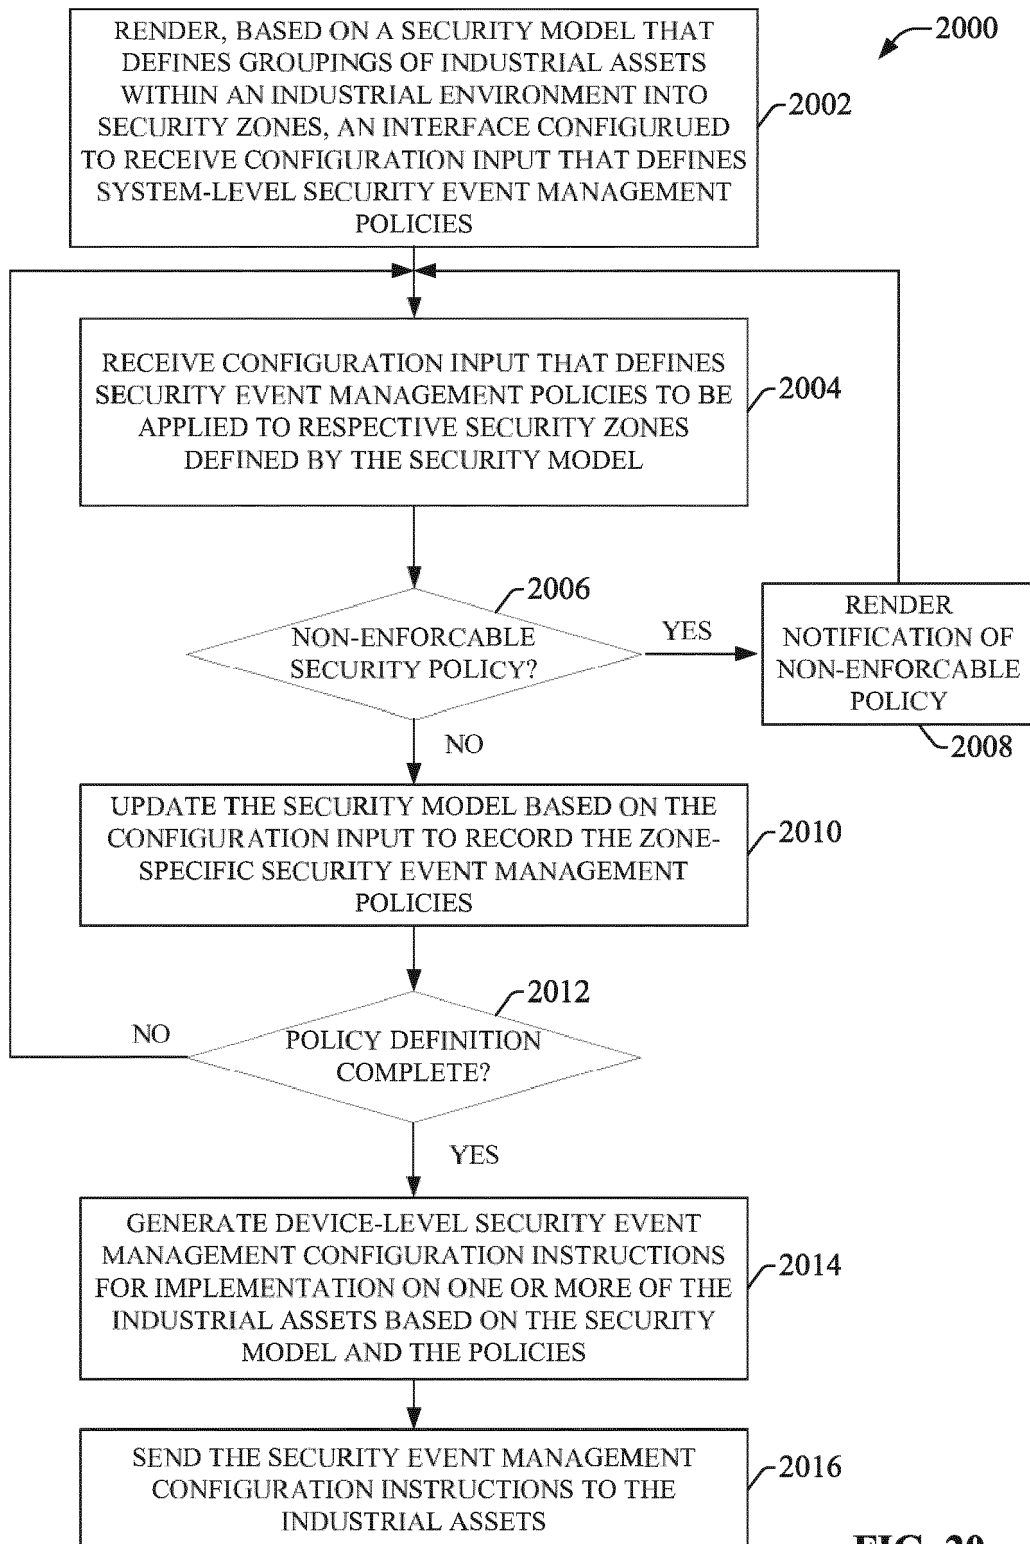 RENDER, BASED ON A SECURITY MODEL THAT
DEFINES GROUPINGS OF INDUSTRIAL ASSETS
WITHIN AN INDUSTRIAL ENVIRONMENT INTO
SECURITY ZONES, AN INTERFACE CONFIGURUED
TO RECEIVE CONFIGURATION INPUT THAT DEFINES
SYSTEM-LEVEL SECURITY EVENT MANAGEMENT
POLICIES
2000
2002
RECEIVE CONFIGURATION INPUT THAT DEFINES
SECURITY EVENT MANAGEMENT POLICIES TO BE
APPLIED TO RESPECTIVE SECURITY ZONES
DEFINED BY THE SECURITY MODEL
2004
2006
NON-ENFORCABLE
SECURITY POLICY?
YES
RENDER
NOTIFICATION OF
NON-ENFORCABLE
POLICY
2008
NO
UPDATE THE SECURITY MODEL BASED ON THE
CONFIGURATION INPUT TO RECORD THE ZONE-
SPECIFIC SECURITY EVENT MANAGEMENT
POLICIES
2010
2012
NO
POLICY DEFINITION
COMPLETE?
YES
GENERATE DEVICE-LEVEL SECURITY EVENT
MANAGEMENT CONFIGURATION INSTRUCTIONS
FOR IMPLEMENTATION ON ONE OR MORE OF THE
INDUSTRIAL ASSETS BASED ON THE SECURITY
MODEL AND THE POLICIES
2014
SEND THE SECURITY EVENT MANAGEMENT
CONFIGURATION INSTRUCTIONS TO THE
INDUSTRIAL ASSETS
2016
FIG. 20